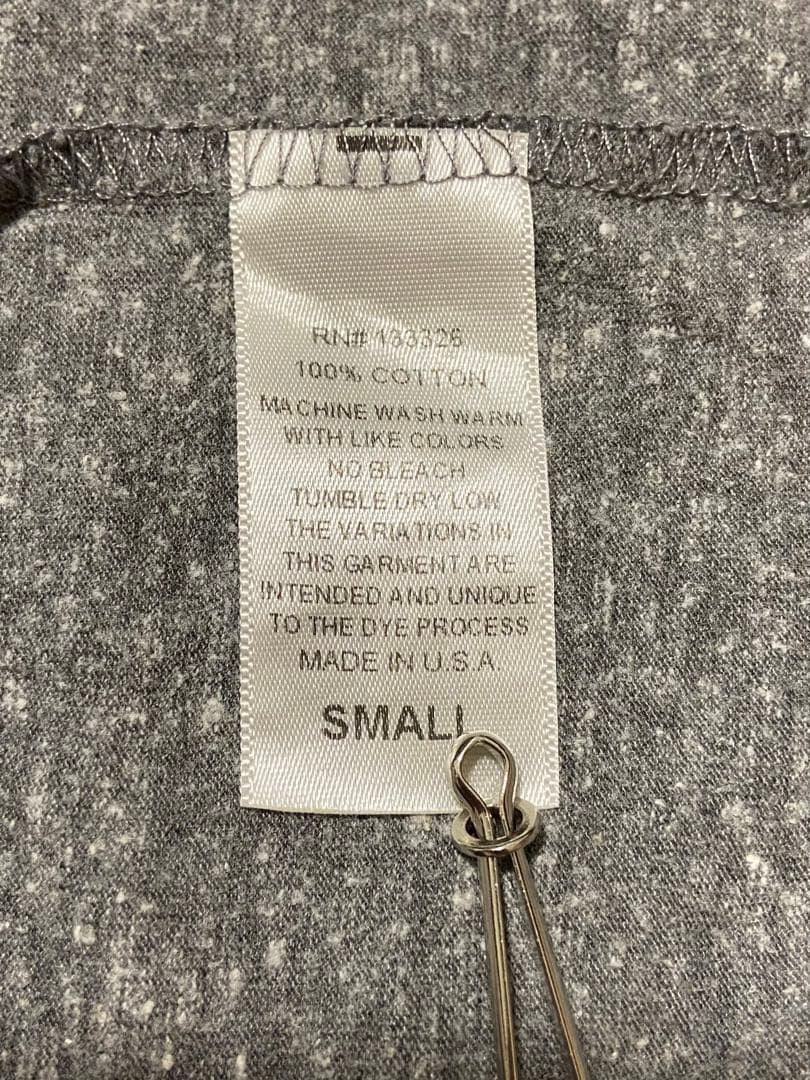 RN# 133326
100% COTTON
MACHINE WASH WARM
WITH LIKE COLORS
NO BLEACH
TUMBLE DRY LOW
THE VARIATIONS IN
THIS GARMENT ARE
INTENDED AND UNIQUE
TO THE DYE PROCESS
MADE IN U.S.A.
SMALL